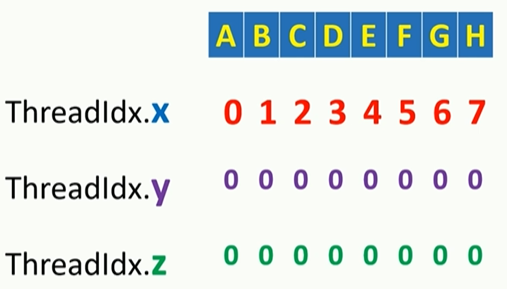 A B C D E F G H
ThreadIdx.x 0 1 2 3 4 5 6 7
ThreadIdx.y 0 0 0 0 0 0 0 0
ThreadIdx.z 0 0 0 0 0 0 0 0